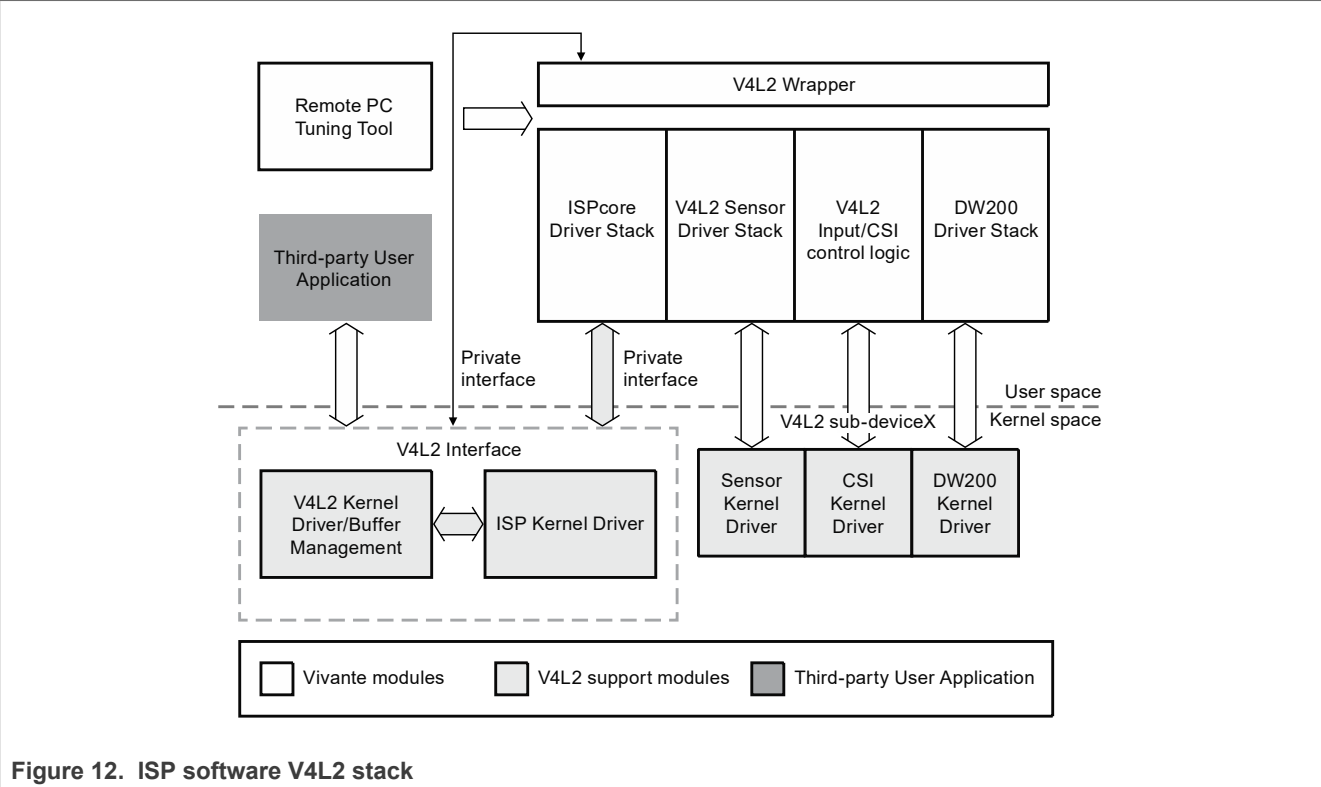 V4L2 Wrapper
Remote PC
Tuning Tool
ISPcore
Driver Stack
V4L2 Sensor
Driver Stack
V4L2
Input/CSI
control logic
DW200
Driver Stack
Third-party User
Application
Private
interface
Private
interface
User space
Kernel space
V4L2 sub-deviceX
V4L2 Interface
V4L2 Kernel
Driver/Buffer
Management
ISP Kernel Driver
Sensor
Kernel
Driver
CSI
Kernel
Driver
DW200
Kernel
Driver
Vivante modules
V4L2 support modules
Third-party User Application
Figure 12. ISP software V4L2 stack